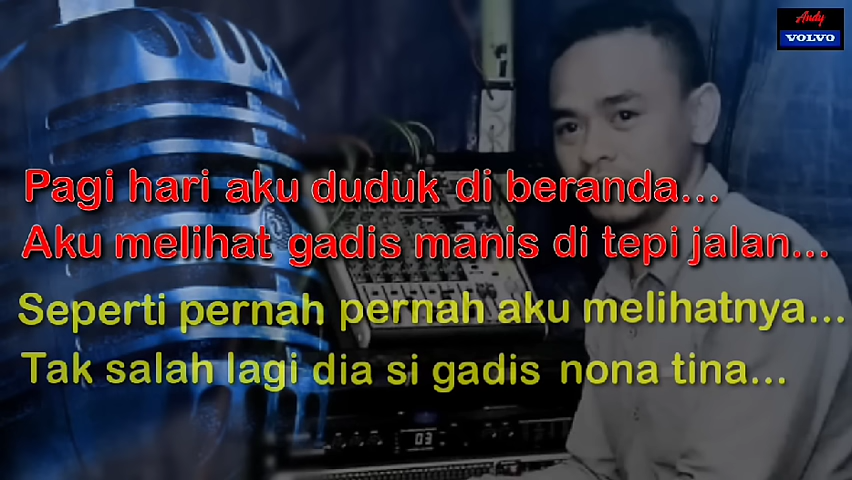 Andy
VOLVO
Pagi hari aku duduk di beranda...
Aku melihat gadis manis di tepi jalan...
Seperti pernah pernah aku melihatnya...
Tak salah lagi dia si gadis nona tina...
03